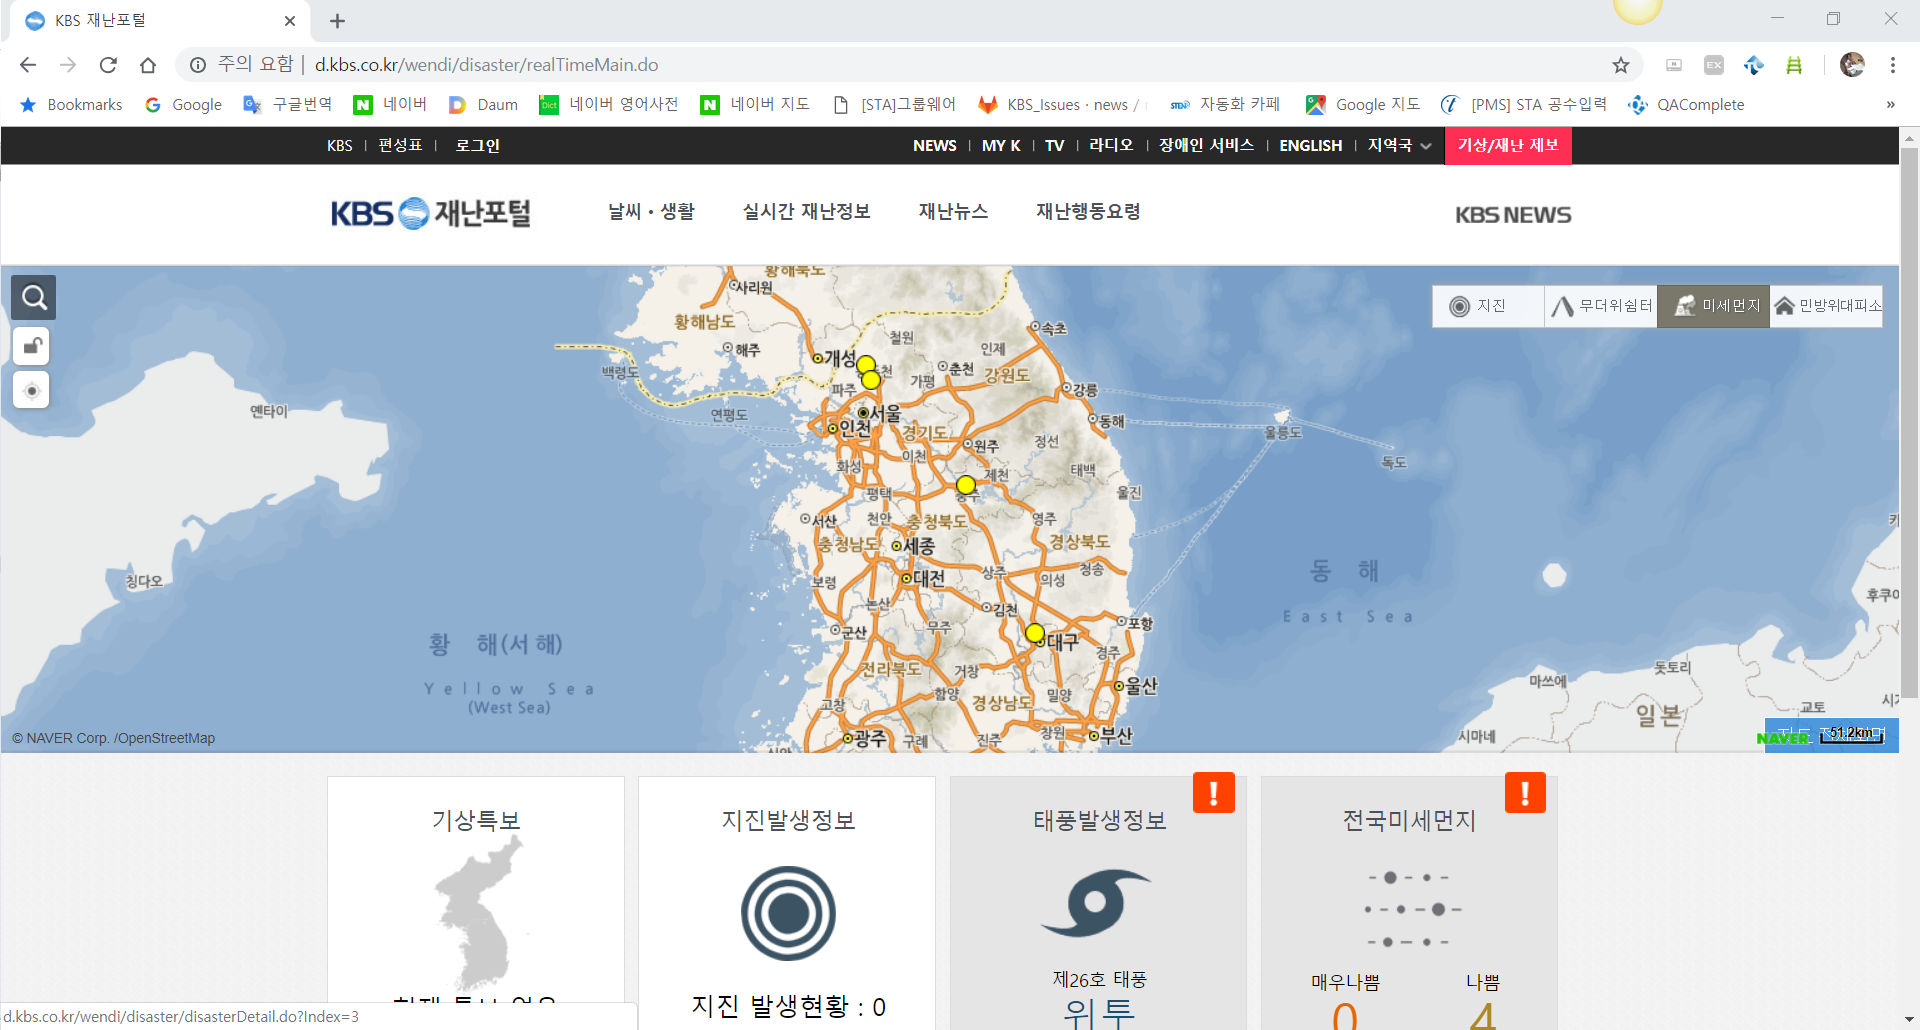 KBS 재난포털
주의 요함 | d.kbs.co.kr/wendi/disaster/realTimeMain.do
Bookmarks Google 구글번역 네이버 Daum 네이버 영어사전 네이버 지도 [STA]그룹웨어 KBS_Issues · news / 자동화 카페 Google 지도 [PMS] STA 공수입력 QAComplete »
KBS | 편성표 | 로그인 NEWS | MY K | TV | 라디오 | 장애인 서비스 | ENGLISH | 지역국 기상/재난 제보
KBS 재난포털 날씨 · 생활 실시간 재난정보 재난뉴스 재난행동요령 KBS NEWS
지진 무더위쉼터 미세먼지 민방위대피소
황해북도
사리원
황해남도
속초
철원
해주
개성
인제
백령도
춘천
가평
강원도
파주
강릉
연평도
옌타이
서울
동해
인천
경기도
울릉도
원주
정선
이천
독도
화성
제천
태백
평택
울진
서산
천안
충청북도
영주
충청남도
세종
경상북도
동 해
상주
청송
의성
대전
칭다오
보령
후쿠이
논산
김천
East Sea
군산
무주
포항
황 해(서해)
대구
경주
전라북도
거창
돗토리
마쓰에
Yellow Sea
(West Sea)
함양
밀양
울산
고창
경상남도
일본
교토
광주
구례
진주
창원
부산
시마네
© NAVER Corp. /OpenStreetMap
NAVER 51.2km
기상특보 지진발생정보 태풍발생정보 전국미세먼지
제26호 태풍 매우나쁨 나쁨
지진 발생현황 : 0 위투 0 4
d.kbs.co.kr/wendi/disaster/disasterDetail.do?Index=3